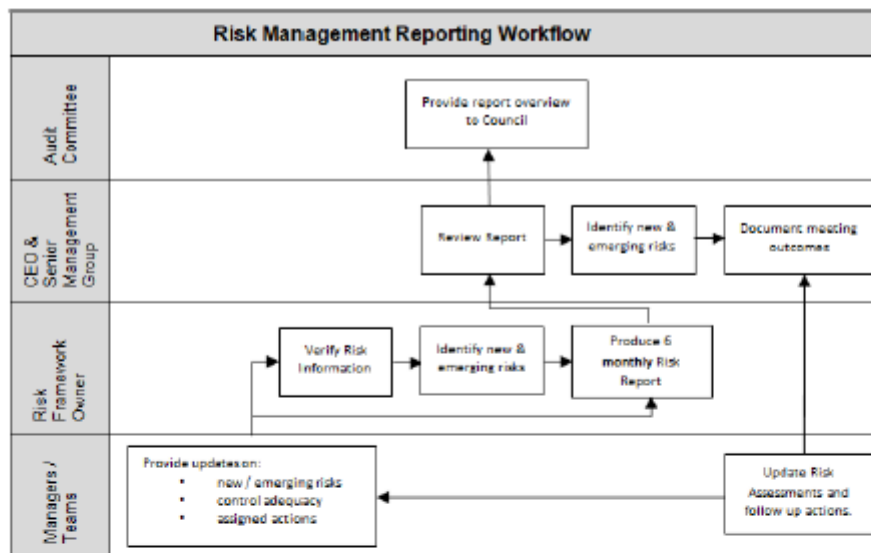 Risk Management Reporting Workflow
Audit
Committee
Provide report overview
to Council
CEO &
Senior
Management
Group
Review Report
Identify new &
emerging risks
Document meeting
outcomes
Risk
Framework
Owner
Verify Risk
Information
Identify new &
emerging risks
Produce 6
monthly Risk
Report
Managers /
Teams
Provide updates on:
▪ new / emerging risks
▪ control adequacy
▪ assigned actions
Update Risk
Assessments and
follow up actions.